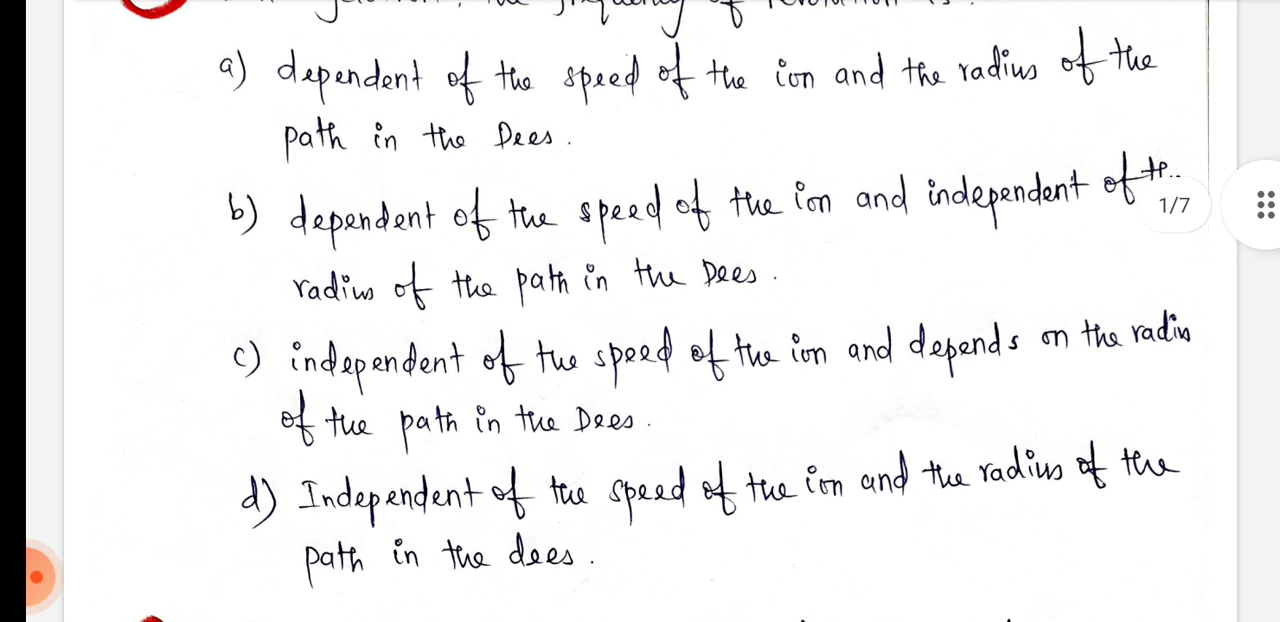 a) dependent of the speed of the ion and the radius of the
path in the Dees.
b) dependent of the speed of the ion and independent of
1/7
radius of the path in the Dees.
c) independent of the speed of the ion and depends on the radius
of the path in the Dees.
d) Independent of the speed of the ion and the radius of the
path in the dees.